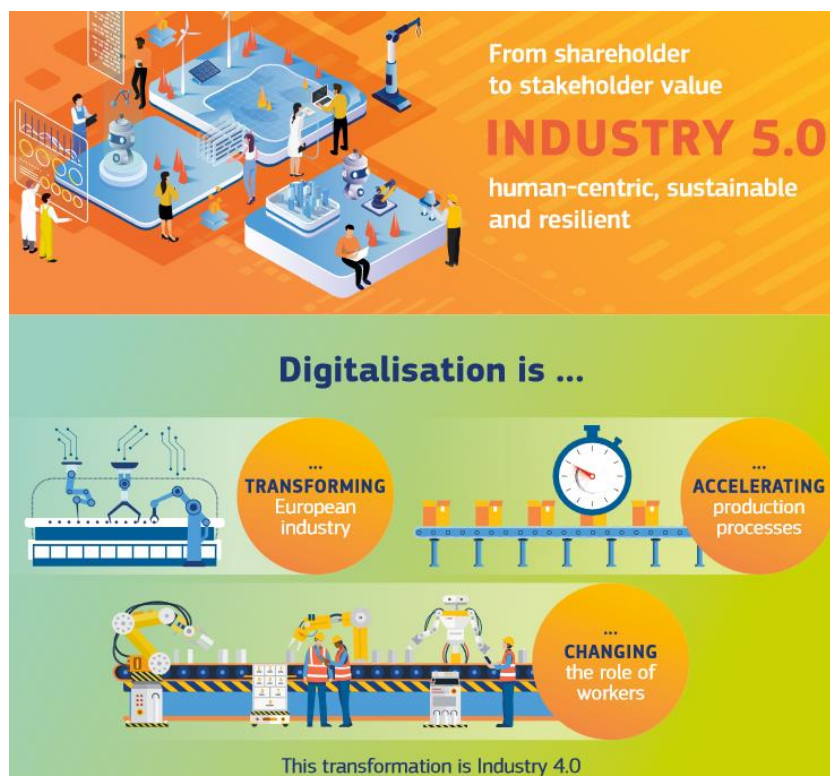 From shareholder
to stakeholder value
INDUSTRY 5.0
human-centric, sustainable
and resilient
Digitalisation is ...
...
TRANSFORMING
European
industry
...
ACCELERATING
production
processes
...
CHANGING
the role of
workers
This transformation is Industry 4.0